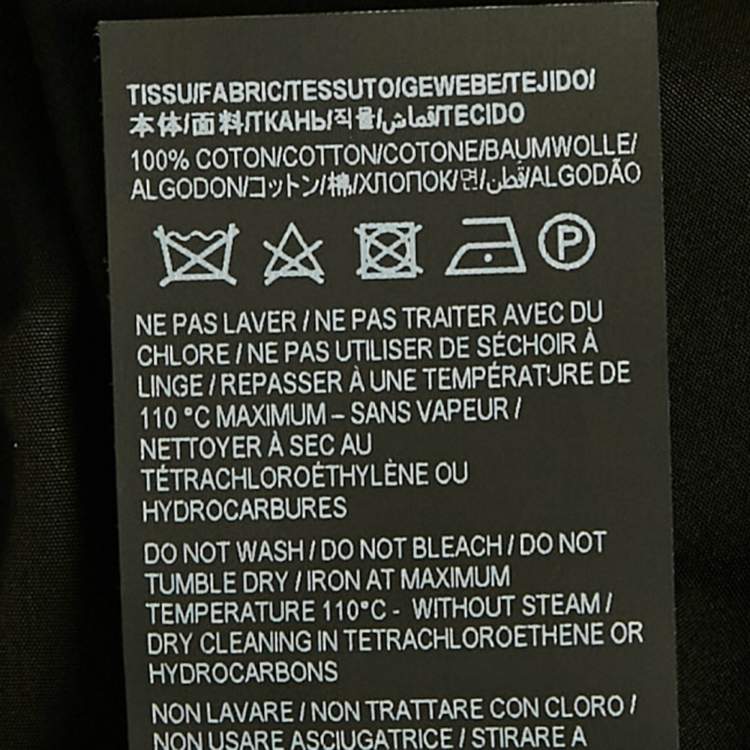 TISSU/FABRIC/TESSUTO/GEWEBE/TEJIDO/
本体/面料/ТКАНЬ/직물/قماش/TECIDO
100% COTON/COTTON/COTONE/BAUMWOLLE/
ALGODON/コットン/棉/ХЛОПОК/면/قطن/ALGODÃO
P
NE PAS LAVER / NE PAS TRAITER AVEC DU
CHLORE / NE PAS UTILISER DE SÉCHOIR À
LINGE / REPASSER À UNE TEMPÉRATURE DE
110 °C MAXIMUM – SANS VAPEUR /
NETTOYER À SEC AU
TÉTRACHLOROÉTHYLÈNE OU
HYDROCARBURES
DO NOT WASH / DO NOT BLEACH / DO NOT
TUMBLE DRY / IRON AT MAXIMUM
TEMPERATURE 110°C - WITHOUT STEAM /
DRY CLEANING IN TETRACHLOROETHENE OR
HYDROCARBONS
NON LAVARE / NON TRATTARE CON CLORO /
NON USARE ASCIUGATRICE / STIRARE A